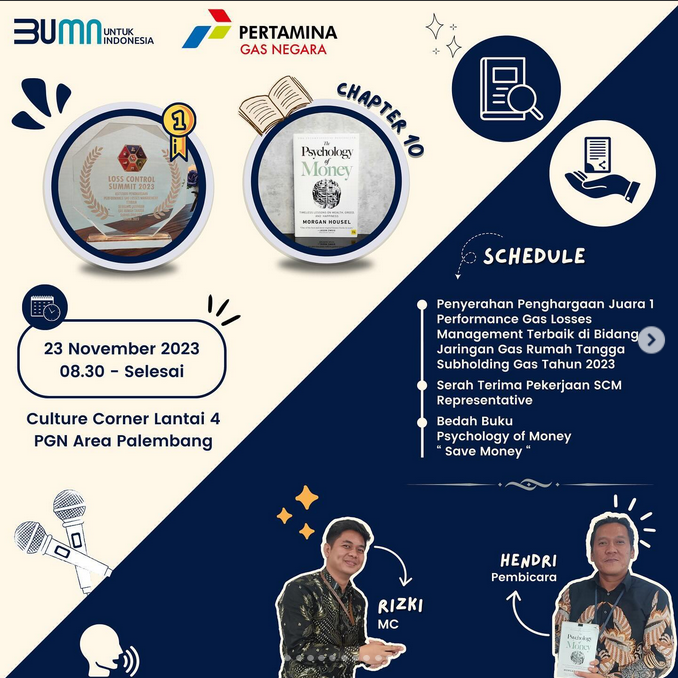 BUMN UNTUK
INDONESIA
PERTAMINA
GAS NEGARA
CHAPTER 10
1
LOSS CONTROL
SUMMIT 2023
The
Psychology
of
Money
MORGAN HOUSEL
SCHEDULE
23 November 2023
08.30 - Selesai
Culture Corner Lantai 4
PGN Area Palembang
Penyerahan Penghargaan Juara 1
Performance Gas Losses
Management Terbaik di Bidang
Jaringan Gas Rumah Tangga
Subholding Gas Tahun 2023
Serah Terima Pekerjaan SCM
Representative
Bedah Buku
Psychology of Money
" Save Money "
RIZKI
MC
HENDRI
Pembicara
Psychology
of
Money